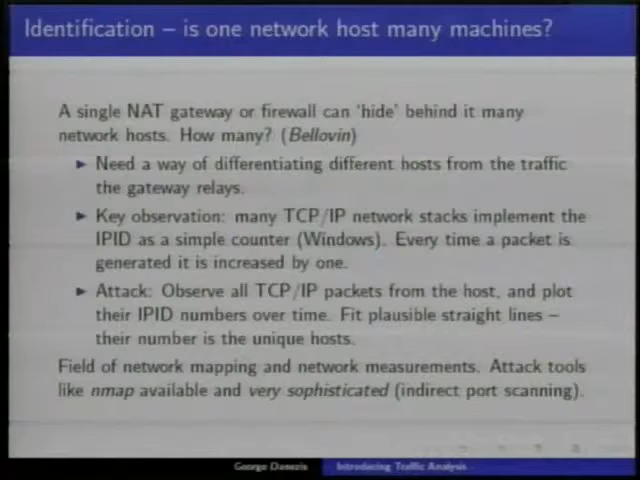 Identification – is one network host many machines?
A single NAT gateway or firewall can 'hide' behind it many
network hosts. How many? (Bellovin)
► Need a way of differentiating different hosts from the traffic
the gateway relays.
► Key observation: many TCP/IP network stacks implement the
IPID as a simple counter (Windows). Every time a packet is
generated it is increased by one.
► Attack: Observe all TCP/IP packets from the host, and plot
their IPID numbers over time. Fit plausible straight lines –
their number is the unique hosts.
Field of network mapping and network measurements. Attack tools
like nmap available and very sophisticated (indirect port scanning).
George Danezis
Introducing Traffic Analysis